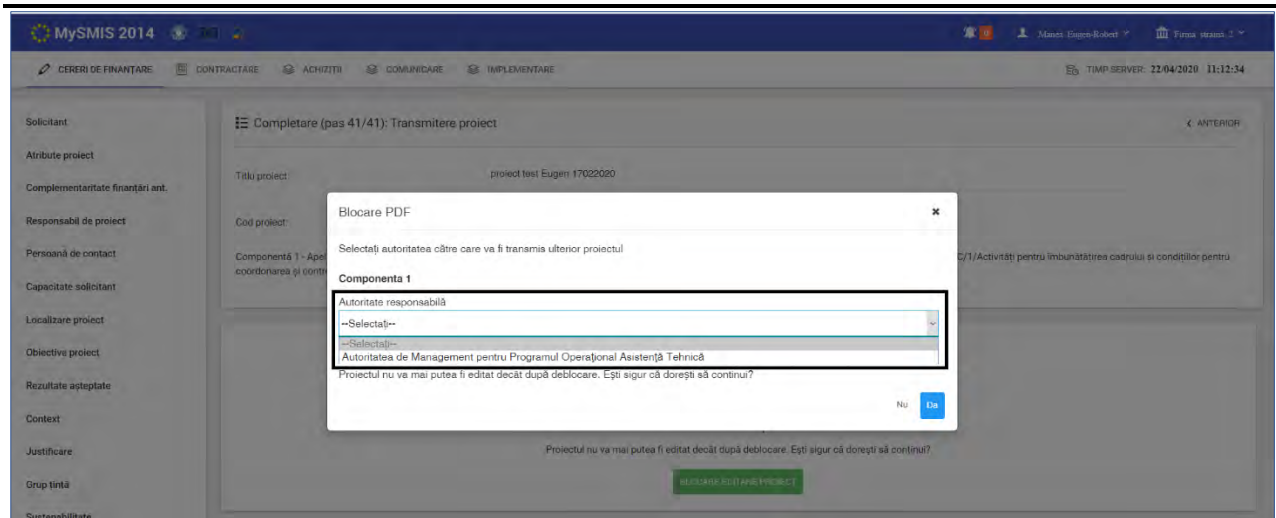 MySMIS 2014
Manea Eugen-Robert
Firma straina 2
CERERI DE FINANȚARE CONTRACTARE ACHIZIȚII COMUNICARE IMPLEMENTARE
TIMP SERVER: 22/04/2020 11:12:34
Solicitant
Atribute proiect
Complementaritate finanțări ant.
Responsabil de proiect
Persoană de contact
Capacitate solicitant
Localizare proiect
Obiective proiect
Rezultate așteptate
Context
Justificare
Grup țintă
Sustenabilitate
Completare (pas 41/41): Transmitere proiect
ANTERIOR
Titlu proiect: proiect test Eugen 17022020
Cod proiect:
Componentă 1 - Apel
C/1/Activități pentru îmbunătățirea cadrului și condițiilor pentru
coordonarea și contr
Blocare PDF
Selectați autoritatea către care va fi transmis ulterior proiectul
Componenta 1
Autoritate responsabilă
--Selectați--
--Selectați--
Autoritatea de Management pentru Programul Operațional Asistență Tehnică
Proiectul nu va mai putea fi editat decât după deblocare. Ești sigur că dorești să continui?
Nu Da
Proiectul nu va mai putea fi editat decât după deblocare. Ești sigur că dorești să continui?
BLOCARE EDITARE PROIECT